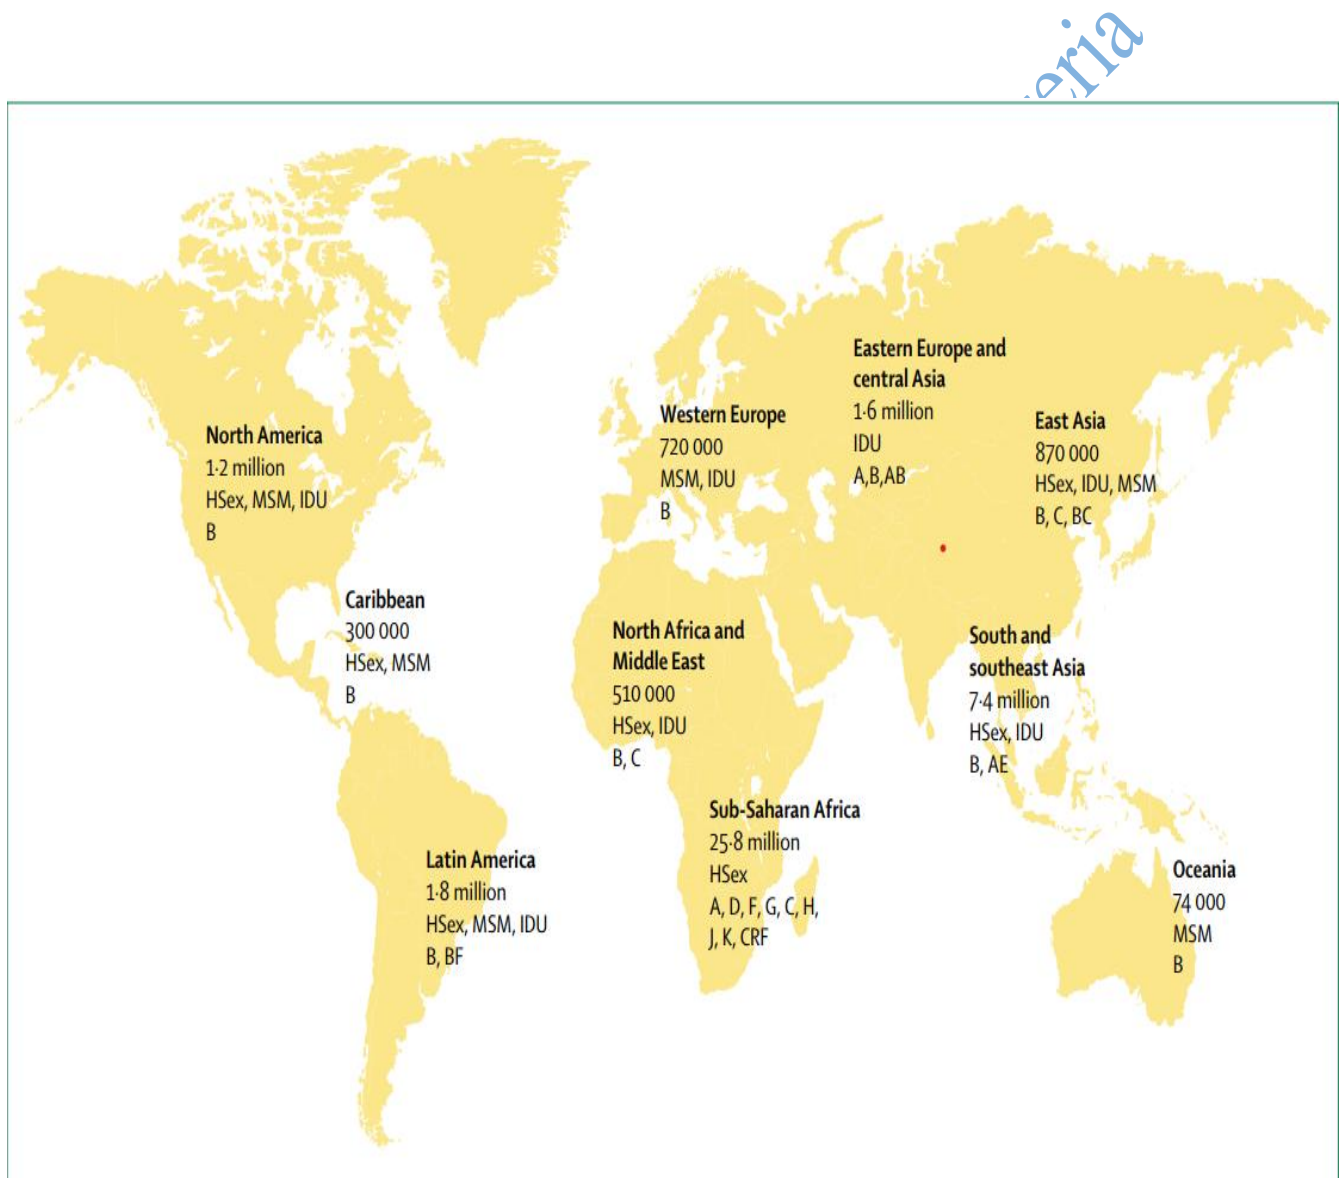 eria
North America
1·2 million
HSex, MSM, IDU
B
Caribbean
300 000
HSex, MSM
B
Latin America
1·8 million
HSex, MSM, IDU
B, BF
Western Europe
720 000
MSM, IDU
B
North Africa and
Middle East
510 000
HSex, IDU
B, C
Sub-Saharan Africa
25·8 million
HSex
A, D, F, G, C, H,
J, K, CRF
Eastern Europe and
central Asia
1·6 million
IDU
A,B,AB
East Asia
870 000
HSex, IDU, MSM
B, C, BC
South and
southeast Asia
7·4 million
HSex, IDU
B, AE
Oceania
74 000
MSM
B